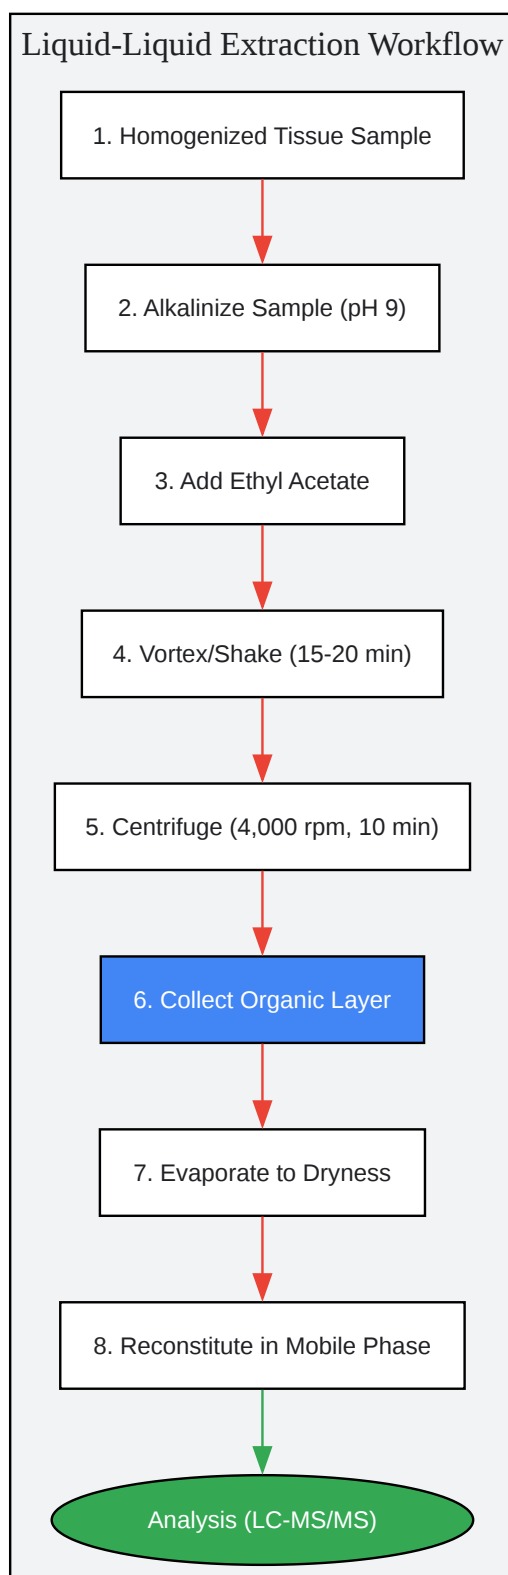 Liquid-Liquid Extraction Workflow
1. Homogenized Tissue Sample
2. Alkalinize Sample (pH 9)
3. Add Ethyl Acetate
4. Vortex/Shake (15-20 min)
5. Centrifuge (4,000 rpm, 10 min)
6. Collect Organic Layer
7. Evaporate to Dryness
8. Reconstitute in Mobile Phase
Analysis (LC-MS/MS)